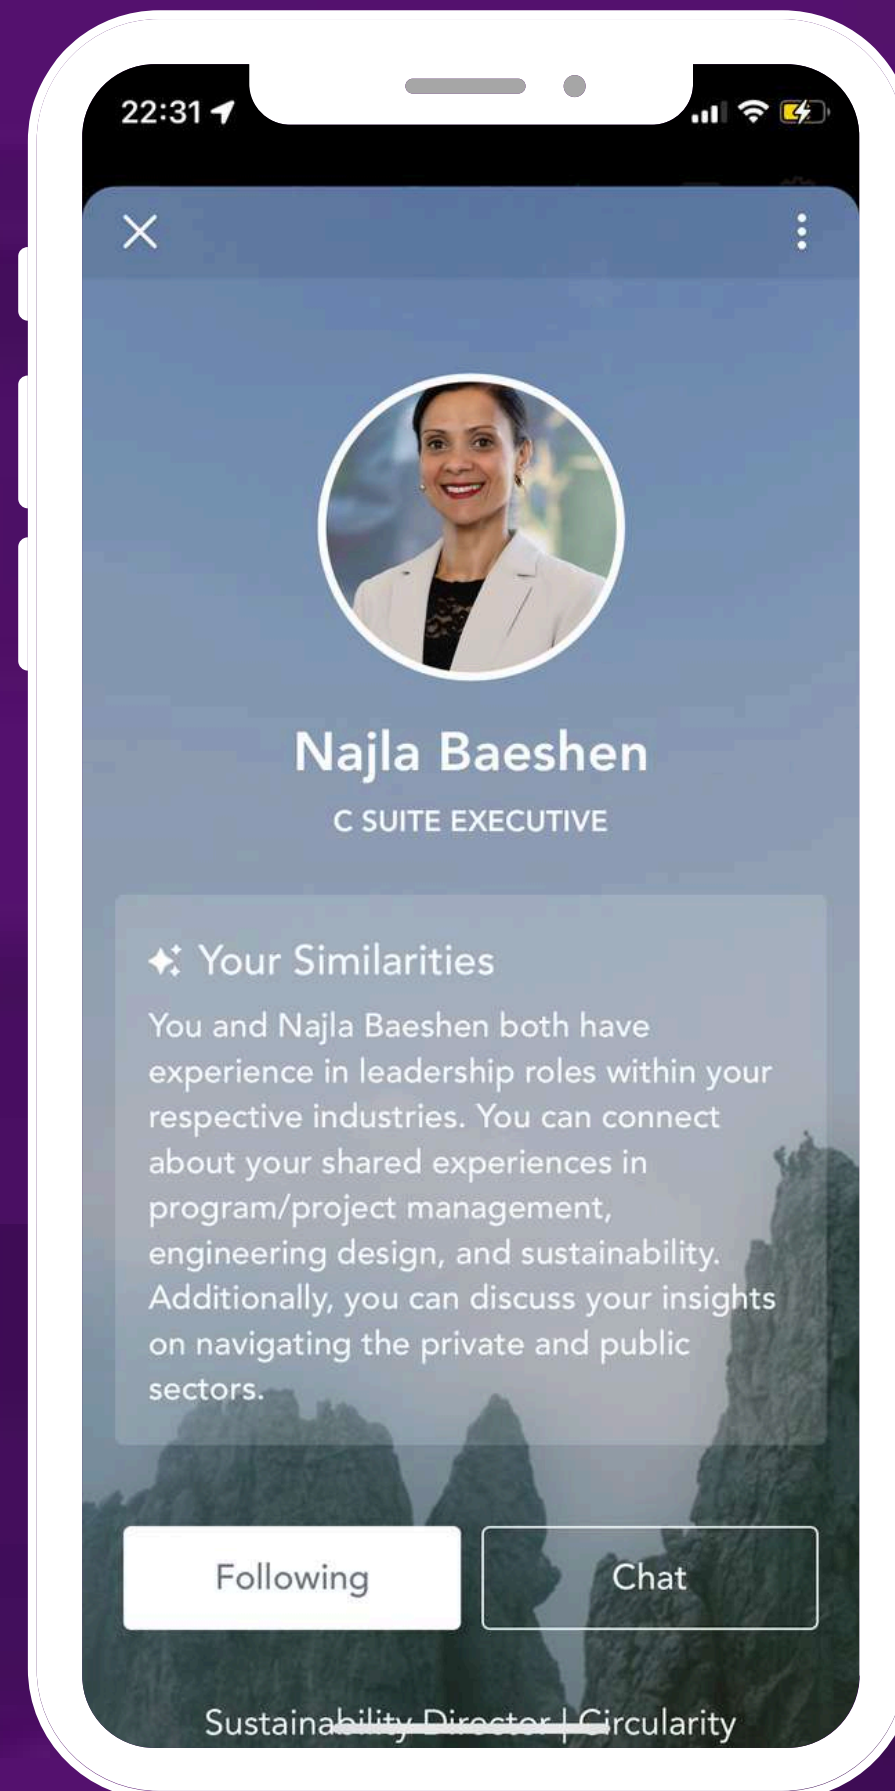 22:31
Najla Baeshen
C SUITE EXECUTIVE
Your Similarities
You and Najla Baeshen both have
experience in leadership roles within your
respective industries. You can connect
about your shared experiences in
program/project management,
engineering design, and sustainability.
Additionally, you can discuss your insights
on navigating the private and public
sectors.
Following
Chat
Sustainability Director | Circularity